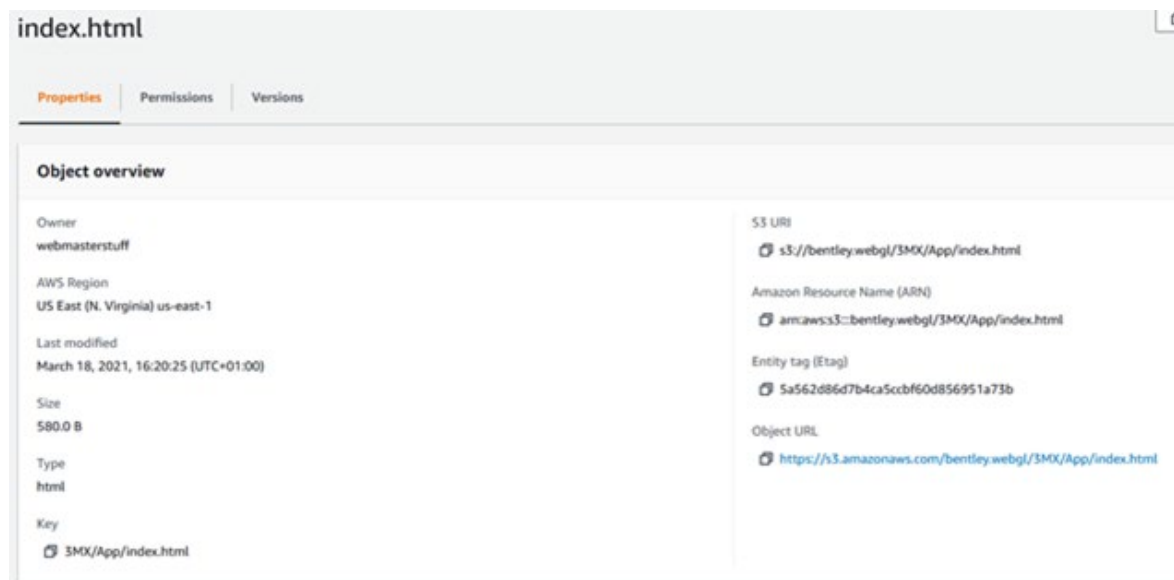 index.html
Properties
Permissions
Versions
Object overview
Owner
webmasterstuff
AWS Region
US East (N. Virginia) us-east-1
Last modified
March 18, 2021, 16:20:25 (UTC+01:00)
Size
580.0 B
Type
html
Key
3MX/App/index.html
S3 URI
s3://bentley.webgl/3MX/App/index.html
Amazon Resource Name (ARN)
arn:aws:s3:::bentley.webgl/3MX/App/index.html
Entity tag (Etag)
5a562d86d7b4ca5ccbf60d856951a73b
Object URL
https://s3.amazonaws.com/bentley.webgl/3MX/App/index.html